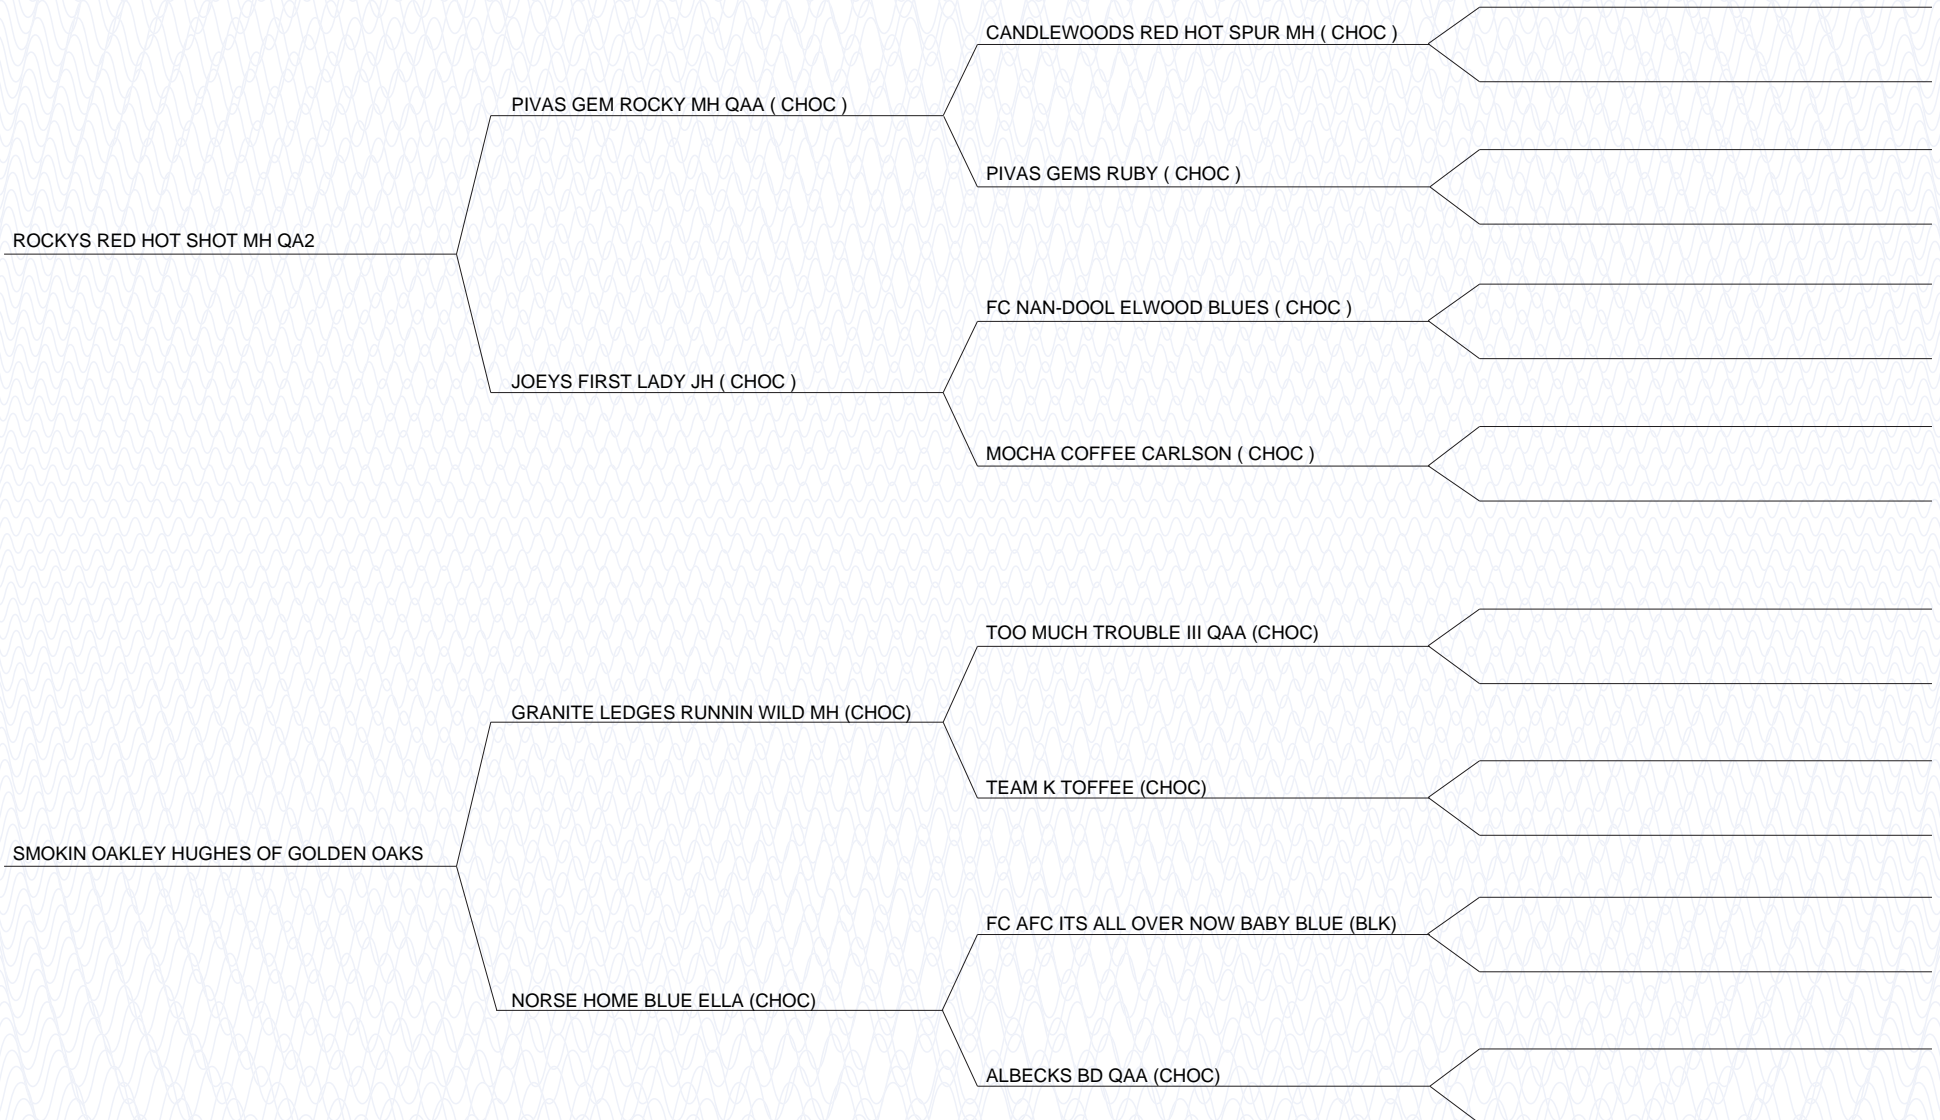 CANDLEWOODS RED HOT SPUR MH ( CHOC )
PIVAS GEM ROCKY MH QAA ( CHOC )
PIVAS GEMS RUBY ( CHOC )
ROCKYS RED HOT SHOT MH QA2
FC NAN-DOOL ELWOOD BLUES ( CHOC )
JOEYS FIRST LADY JH ( CHOC )
MOCHA COFFEE CARLSON ( CHOC )
TOO MUCH TROUBLE III QAA (CHOC)
GRANITE LEDGES RUNNIN WILD MH (CHOC)
TEAM K TOFFEE (CHOC)
SMOKIN OAKLEY HUGHES OF GOLDEN OAKS
FC AFC ITS ALL OVER NOW BABY BLUE (BLK)
NORSE HOME BLUE ELLA (CHOC)
ALBECKS BD QAA (CHOC)